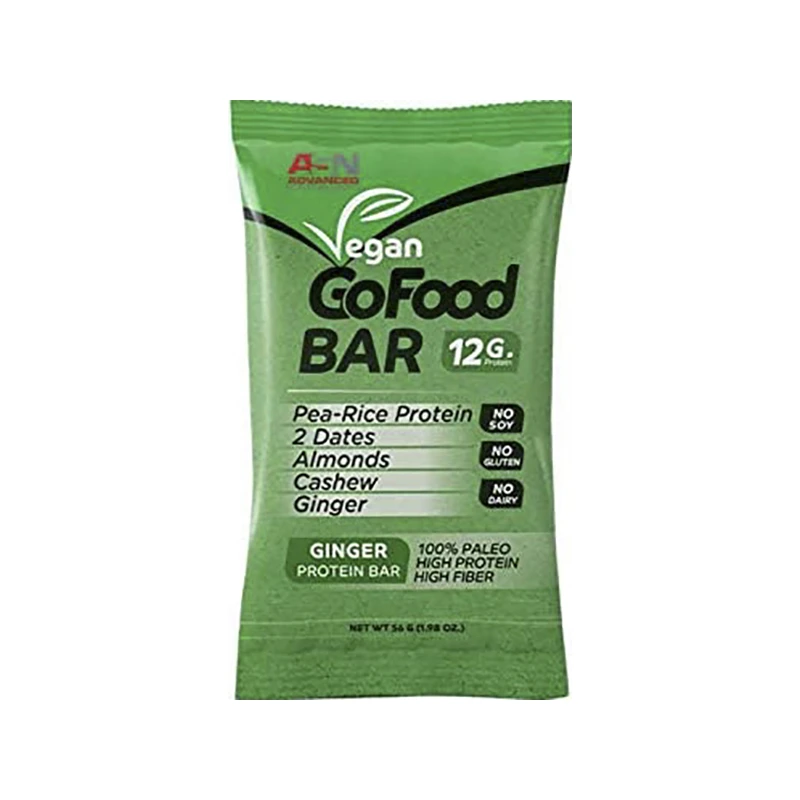 ADVANCED
Vegan
GoFood
BAR
12G.
Protein
Pea-Rice Protein
2 Dates
Almonds
Cashew
Ginger
NO
SOY
NO
GLUTEN
NO
DAIRY
GINGER
PROTEIN BAR
100% PALEO
HIGH PROTEIN
HIGH FIBER
NET WT 56 G (1.98 OZ.)